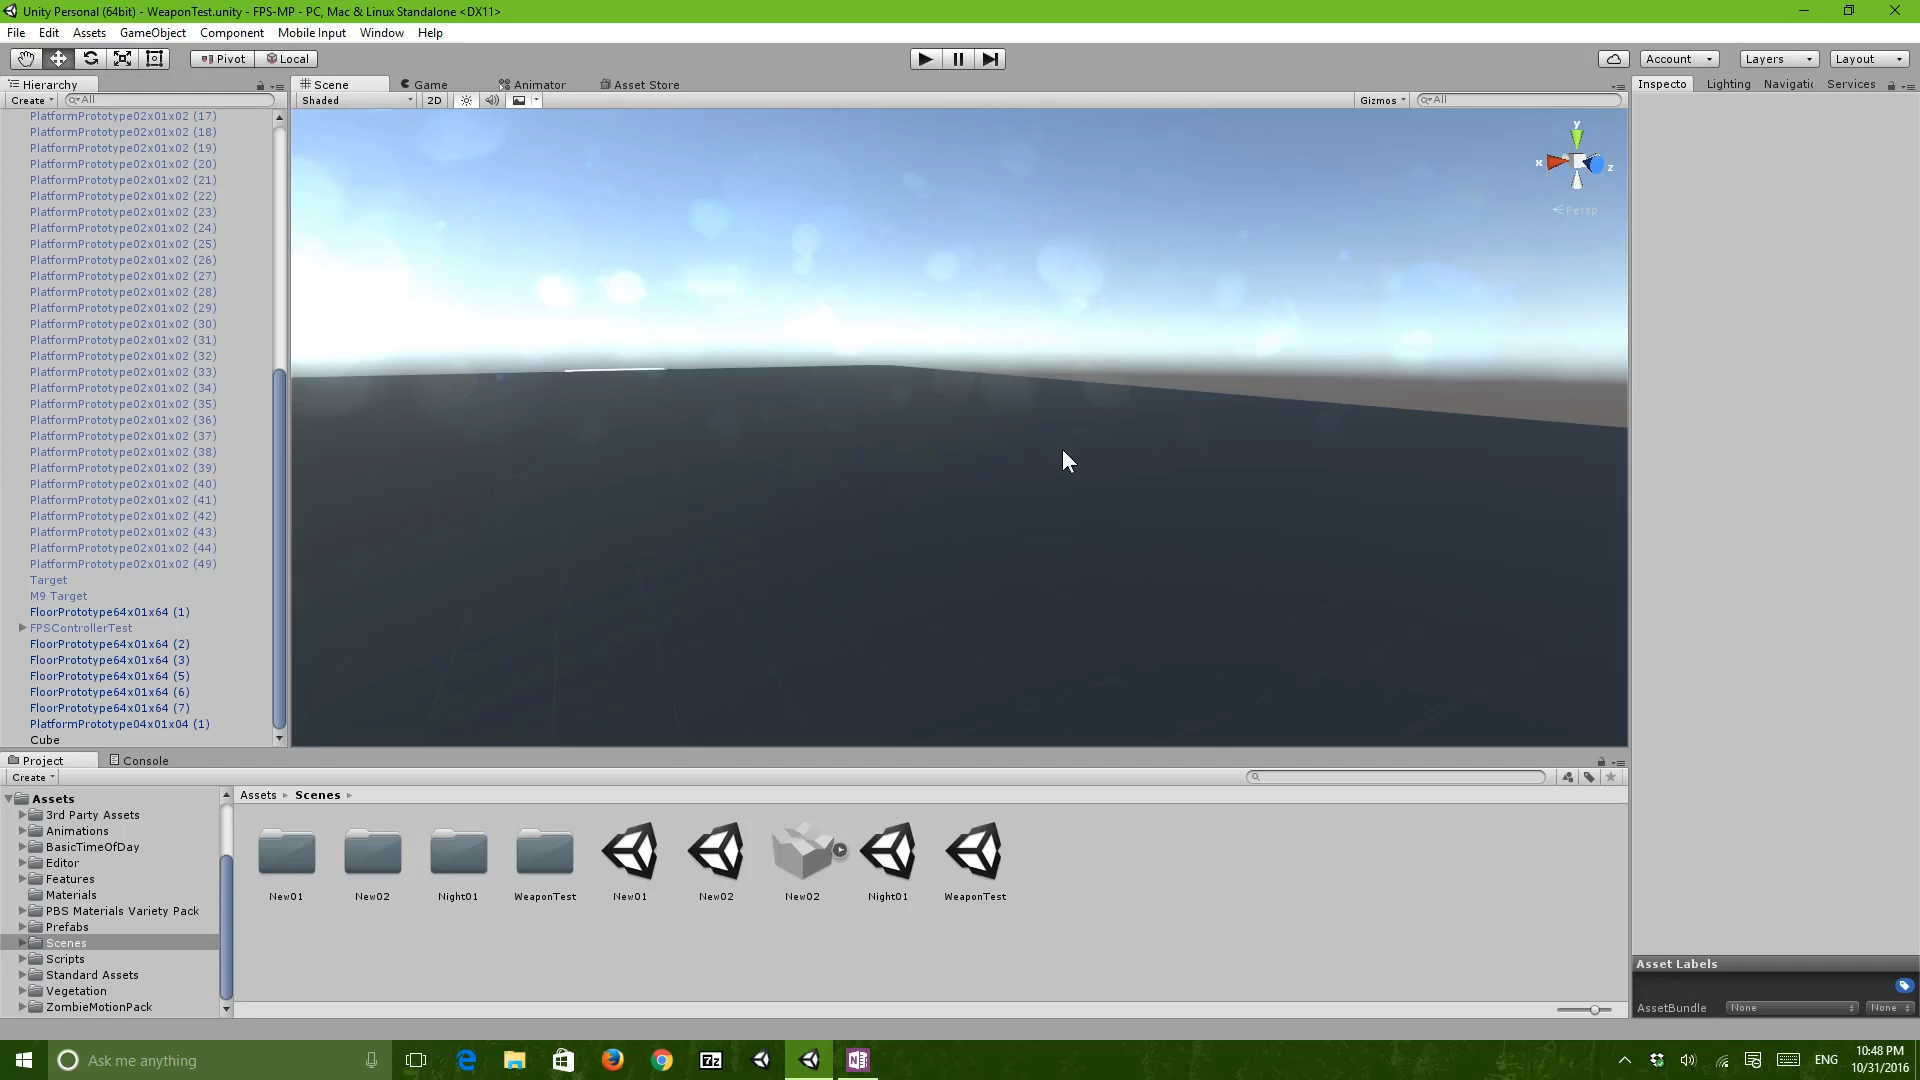 Unity Personal (64bit) - WeaponTest.unity - FPS-MP - PC, Mac & Linux Standalone <DX11>
File Edit Assets GameObject Component Mobile Input Window Help
Pivot Local Account Layers Layout
Hierarchy Scene Game Animator Asset Store Inspecto Lighting Navigatic Services
Create All Shaded 2D Gizmos All
PlatformPrototype02x01x02 (17)
PlatformPrototype02x01x02 (18)
PlatformPrototype02x01x02 (19)
PlatformPrototype02x01x02 (20)
PlatformPrototype02x01x02 (21)
PlatformPrototype02x01x02 (22)
PlatformPrototype02x01x02 (23)
PlatformPrototype02x01x02 (24)
PlatformPrototype02x01x02 (25)
PlatformPrototype02x01x02 (26)
PlatformPrototype02x01x02 (27)
PlatformPrototype02x01x02 (28)
PlatformPrototype02x01x02 (29)
PlatformPrototype02x01x02 (30)
PlatformPrototype02x01x02 (31)
PlatformPrototype02x01x02 (32)
PlatformPrototype02x01x02 (33)
PlatformPrototype02x01x02 (34)
PlatformPrototype02x01x02 (35)
PlatformPrototype02x01x02 (36)
PlatformPrototype02x01x02 (37)
PlatformPrototype02x01x02 (38)
PlatformPrototype02x01x02 (39)
PlatformPrototype02x01x02 (40)
PlatformPrototype02x01x02 (41)
PlatformPrototype02x01x02 (42)
PlatformPrototype02x01x02 (43)
PlatformPrototype02x01x02 (44)
PlatformPrototype02x01x02 (49)
Target
M9 Target
FloorPrototype64x01x64 (1)
FPSControllerTest
FloorPrototype64x01x64 (2)
FloorPrototype64x01x64 (3)
FloorPrototype64x01x64 (5)
FloorPrototype64x01x64 (6)
FloorPrototype64x01x64 (7)
PlatformPrototype04x01x04 (1)
Cube
y
x z
Persp
Project Console
Create
Assets
3rd Party Assets
Animations
BasicTimeOfDay
Editor
Features
Materials
PBS Materials Variety Pack
Prefabs
Scenes
Scripts
Standard Assets
Vegetation
ZombieMotionPack
Assets Scenes
New01 New02 Night01 WeaponTest New01 New02 New02 Night01 WeaponTest
Asset Labels
AssetBundle None None
Ask me anything
7z
N
ENG
10:48 PM
10/31/2016